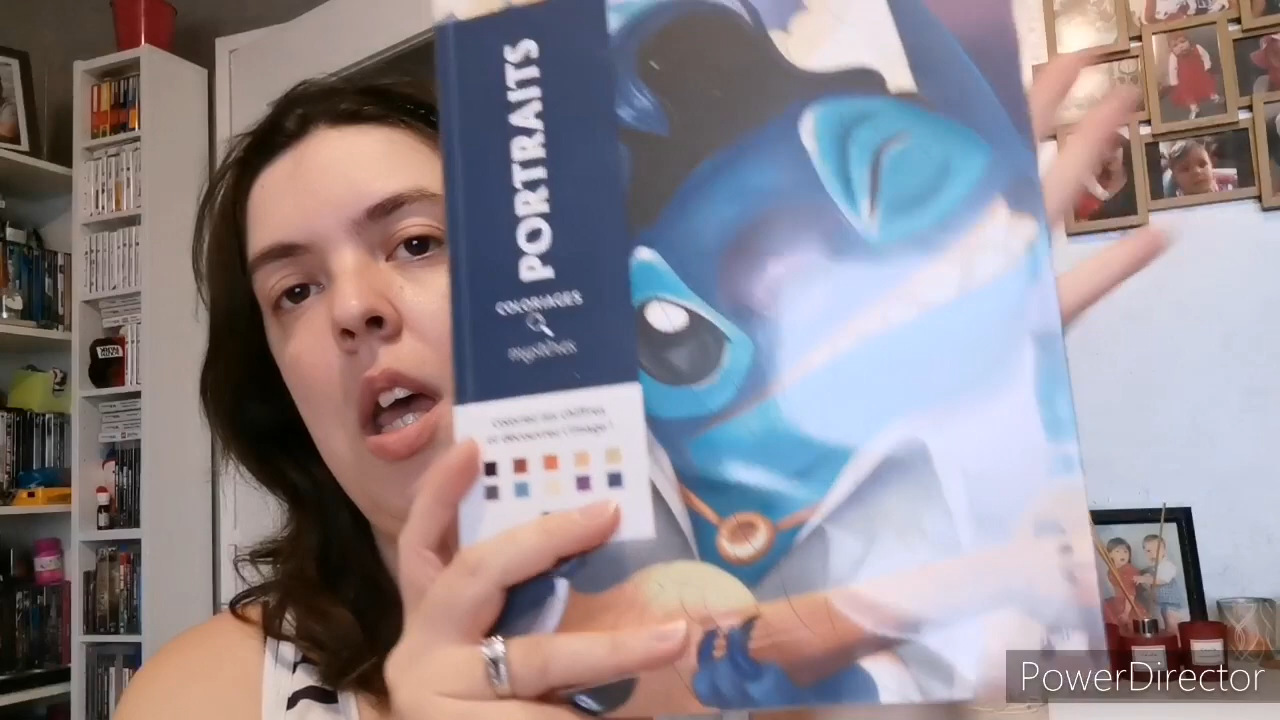 PORTRAITS
COLORIAGES
mystères
Coloriez les chiffres
et découvrez l'image !
PowerDirector